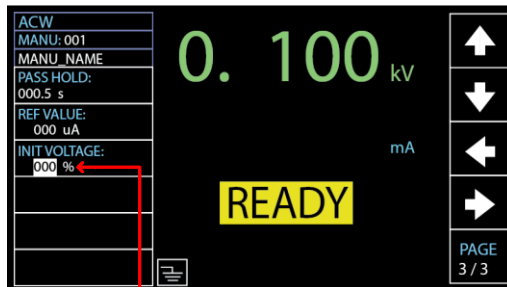 ACW
MANU: 001
MANU_NAME
PASS HOLD:
000.5 s
REF VALUE:
000 uA
INIT VOLTAGE:
000 %
0. 100 kV
mA
READY
PAGE
3 / 3